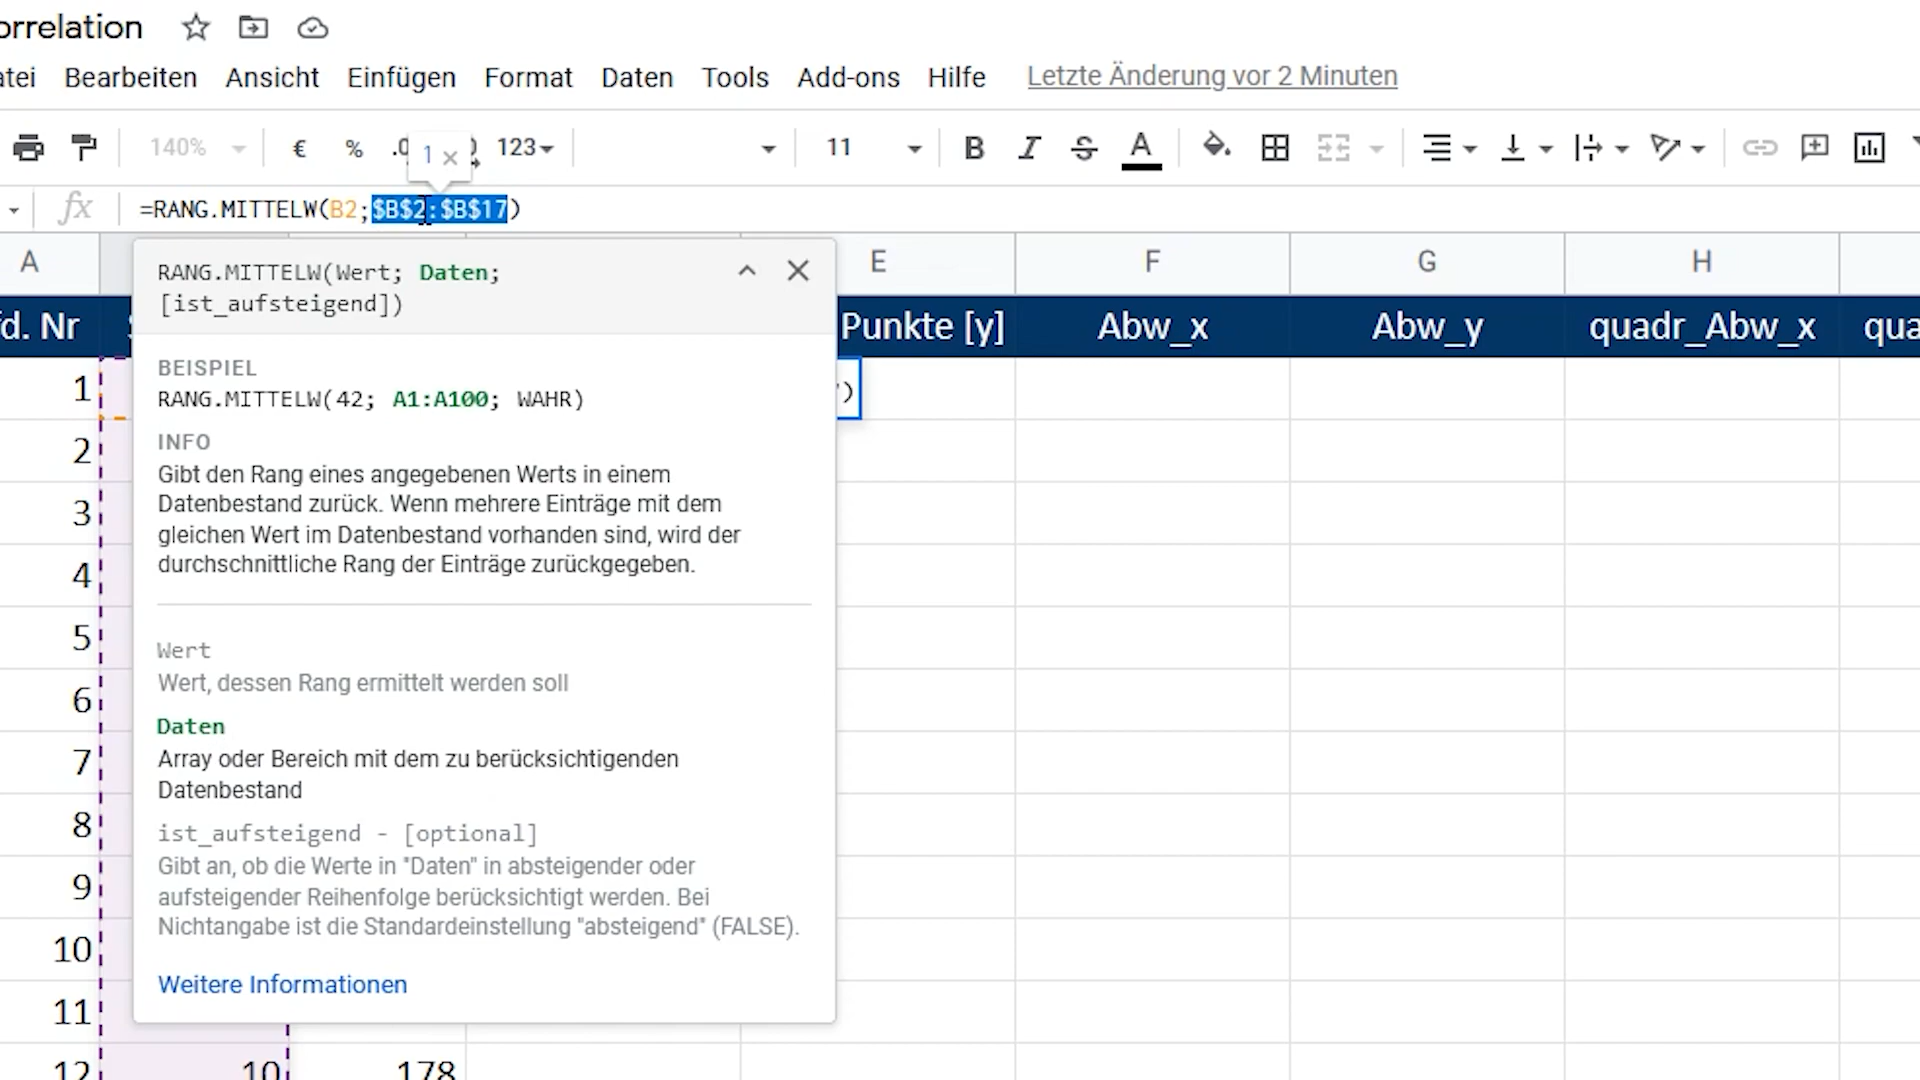 orrelation
atei Bearbeiten Ansicht Einfügen Format Daten Tools Add-ons Hilfe Letzte Änderung vor 2 Minuten
140% € % .0 123 11 B I S A
1 ×
fx =RANG.MITTELW(B2;$B$2:$B$17)
A E F G H
fd. Nr Punkte [y] Abw_x Abw_y quadr_Abw_x qua
RANG.MITTELW(Wert; Daten;
[ist_aufsteigend])
BEISPIEL
RANG.MITTELW(42; A1:A100; WAHR)
INFO
Gibt den Rang eines angegebenen Werts in einem
Datenbestand zurück. Wenn mehrere Einträge mit dem
gleichen Wert im Datenbestand vorhanden sind, wird der
durchschnittliche Rang der Einträge zurückgegeben.
Wert
Wert, dessen Rang ermittelt werden soll
Daten
Array oder Bereich mit dem zu berücksichtigenden
Datenbestand
ist_aufsteigend - [optional]
Gibt an, ob die Werte in "Daten" in absteigender oder
aufsteigender Reihenfolge berücksichtigt werden. Bei
Nichtangabe ist die Standardeinstellung "absteigend" (FALSE).
Weitere Informationen
1 )
2
3
4
5
6
7
8
9
10
11
12 10 178